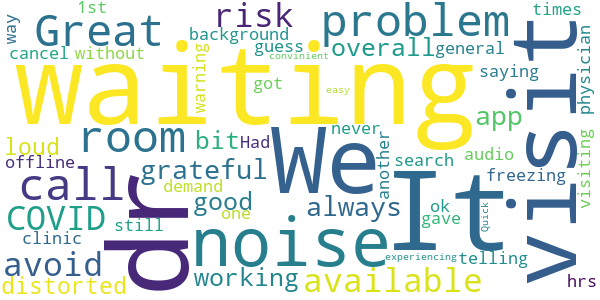 1st
way
Great
cancel
without
background
warning
risk
guess
convinient
got
easy
problem
overall
general
times
app
saying
physician
waiting
visit
room
bit
Had
never
another
search
audio
freezing
visiting
loud
offline
call
dr
grateful
demand
good
one
We
always
It
ok
gave
Quick
telling
COVID
still
clinic
avoid
distorted
noise
working
available
experiencing
hrs